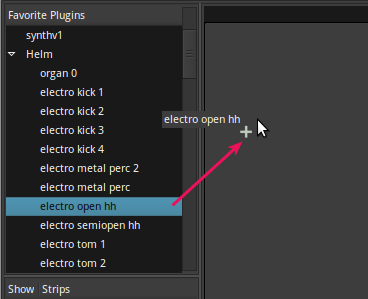 Favorite Plugins
synthv1
Helm
organ 0
electro kick 1
electro kick 2
electro kick 3
electro kick 4
electro metal perc 2
electro metal perc
electro open hh
electro semiopen hh
electro tom 1
electro tom 2
electro open hh
Show Strips